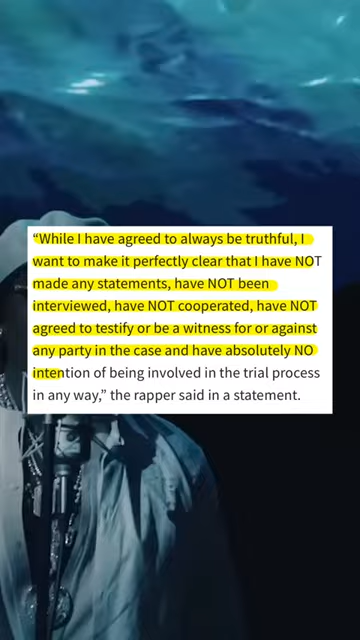 “While I have agreed to always be truthful, I
want to make it perfectly clear that I have NOT
made any statements, have NOT been
interviewed, have NOT cooperated, have NOT
agreed to testify or be a witness for or against
any party in the case and have absolutely NO
intention of being involved in the trial process
in any way,” the rapper said in a statement.